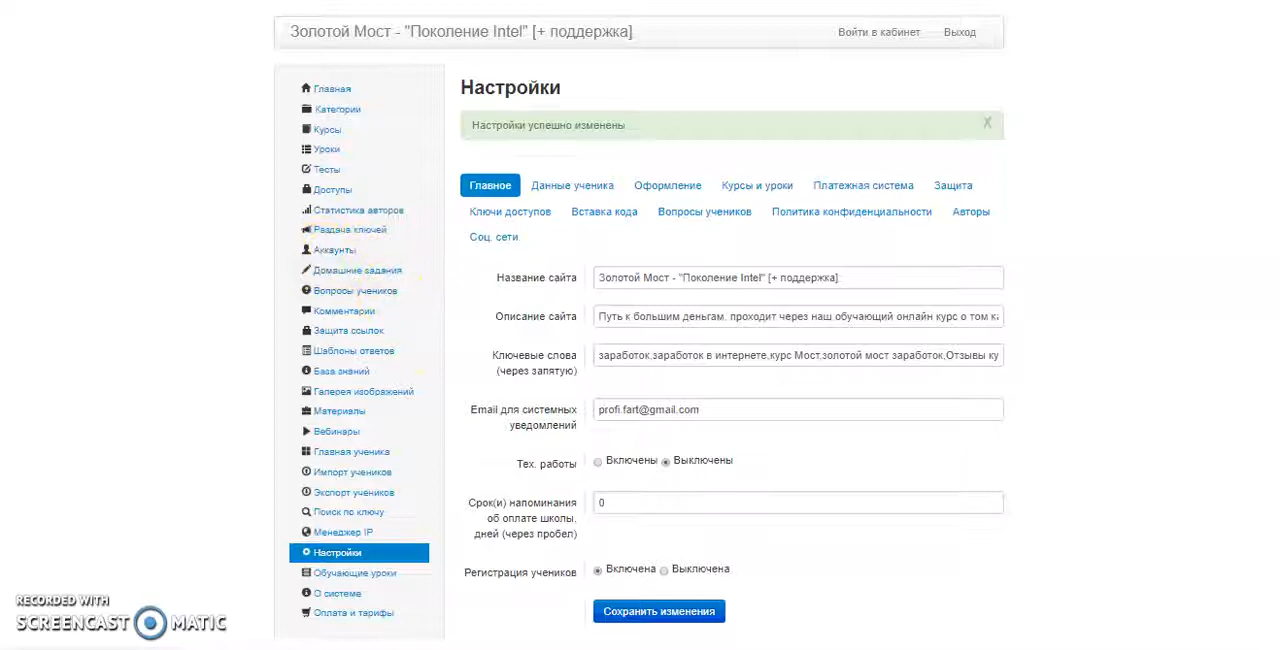 Золотой Мост - "Поколение Intel" [+ поддержка]
Войти в кабинет Выход
Главная
Категории
Курсы
Уроки
Тесты
Доступы
Статистика авторов
Раздача ключей
Аккаунты
Домашние задания
Вопросы учеников
Комментарии
Защита ссылок
Шаблоны ответов
База знаний
Галерея изображений
Материалы
Вебинары
Главная ученика
Импорт учеников
Экспорт учеников
Поиск по ключу
Менеджер IP
Настройки
Обучающие уроки
О системе
Оплата и тарифы
Настройки
Настройки успешно изменены X
Главное Данные ученика Оформление Курсы и уроки Платежная система Защита
Ключи доступов Вставка кода Вопросы учеников Политика конфиденциальности Авторы
Соц. сети
Название сайта Золотой Мост - "Поколение Intel" [+ поддержка]
Описание сайта Путь к большим деньгам, проходит через наш обучающий онлайн курс о том ка
Ключевые слова
(через запятую)
заработок,заработок в интернете,курс Мост,золотой мост заработок,Отзывы ку
Email для системных
уведомлений
profi.fart@gmail.com
Тех. работы Включены Выключены
Срок(и) напоминания
об оплате школы,
дней (через пробел)
0
Регистрация учеников Включена Выключена
Сохранить изменения
RECORDED WITH
SCREENCAST MATIC